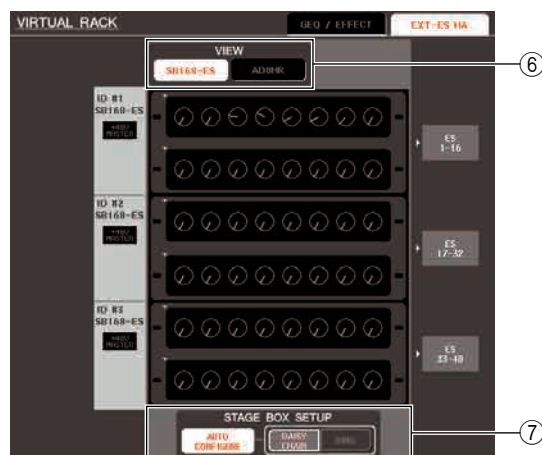 VIRTUAL RACK
GEQ / EFFECT
EXT-ES HA
VIEW
SB168-ES
AD8HR
⑥
ID #1
SB168-ES
+48V
MASTER
ES
1-16
ID #2
SB168-ES
+48V
MASTER
ES
17-32
ID #3
SB168-ES
+48V
MASTER
ES
33-48
STAGE BOX SETUP
AUTO
CONFIGURE
DAISY
CHAIN
RING
⑦